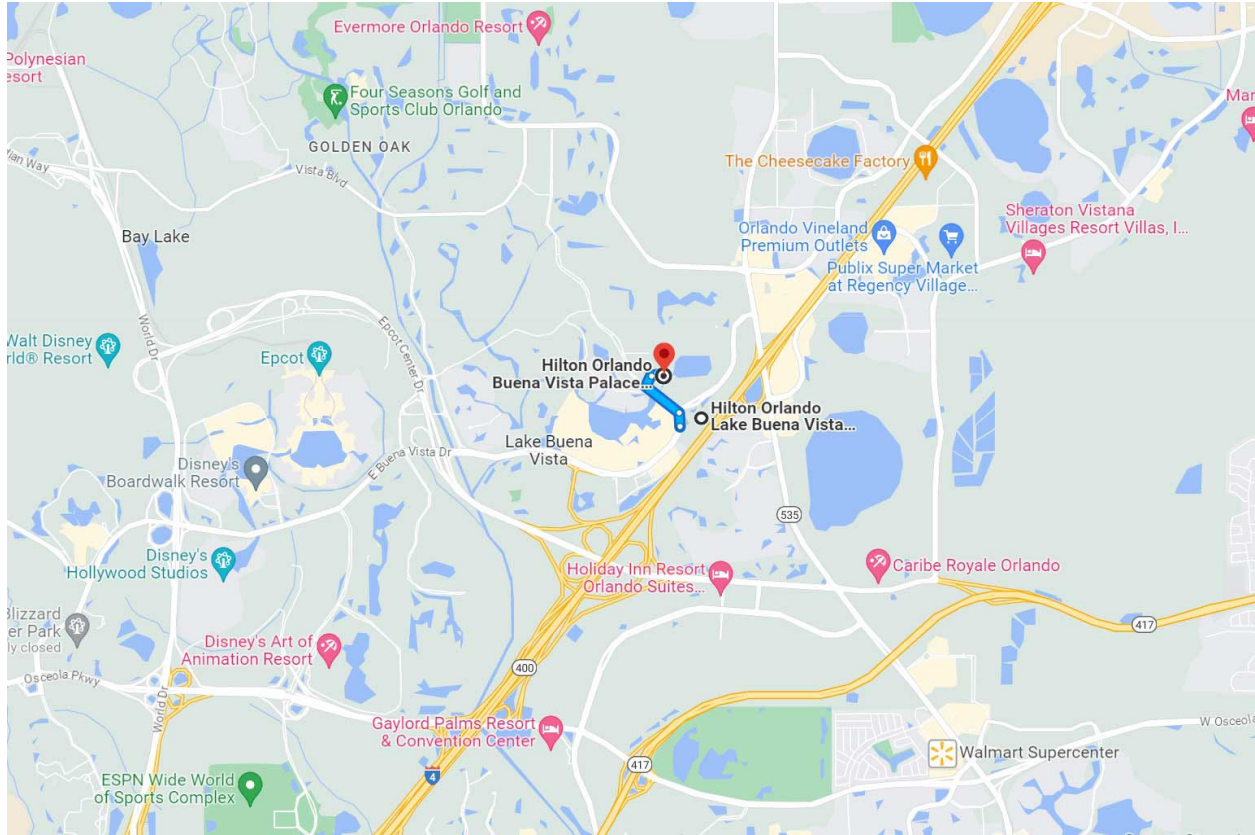 Evermore Orlando Resort
Polynesian
esort
Four Seasons Golf and
Sports Club Orlando
GOLDEN OAK
Vista Blvd
ian Way
Mar
The Cheesecake Factory
Sheraton Vistana
Villages Resort Villas, I...
Orlando Vineland
Premium Outlets
Publix Super Market
at Regency Village...
Bay Lake
World Dr
Epcot Center Dr
Walt Disney
rld® Resort
Epcot
Hilton Orlando
Buena Vista Palace...
Hilton Orlando
Lake Buena Vista...
Lake Buena
Vista
E Buena Vista Dr
Disney's
Boardwalk Resort
535
Disney's
Hollywood Studios
Holiday Inn Resort
Orlando Suites...
Caribe Royale Orlando
Blizzard
er Park
ly closed
417
Disney's Art of
Animation Resort
Osceola Pkwy
World Dr
400
Gaylord Palms Resort
& Convention Center
W Osceola
Walmart Supercenter
417
4
ESPN Wide World
of Sports Complex